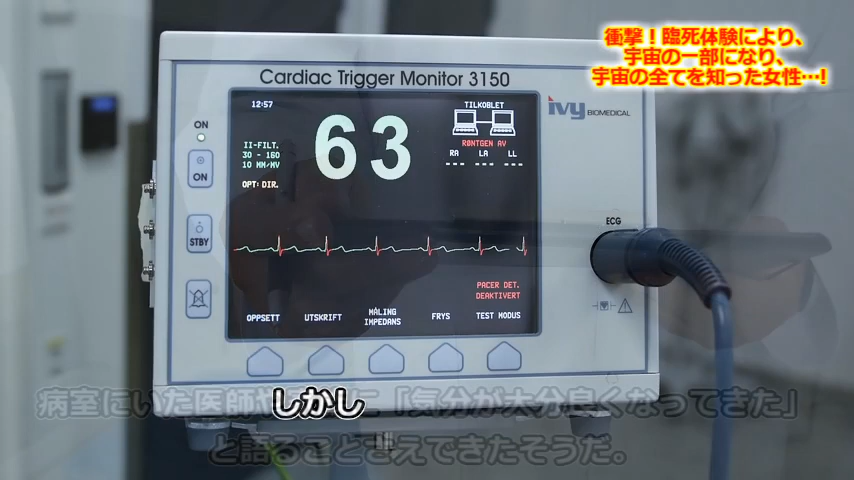 衝撃！臨死体験により、
宇宙の一部になり、
宇宙の全てを知った女性…!
Cardiac Trigger Monitor 3150
ivy BIOMEDICAL
12:57
TILKOBLET
63
RØNTGEN AV
RA LA LL
--- --- ---
II-FILT.
30 - 160
10 MM/MV
OPT: DIR.
ON
ON
STBY
ECG
PACER DET.
DEAKTIVERT
OPPSETT UTSKRIFT MÅLING IMPEDANS FRYS TEST MODUS
しかし
病室にいた医師や 「気分が大分良くなってきた」
と語ることさえできたそうだ。